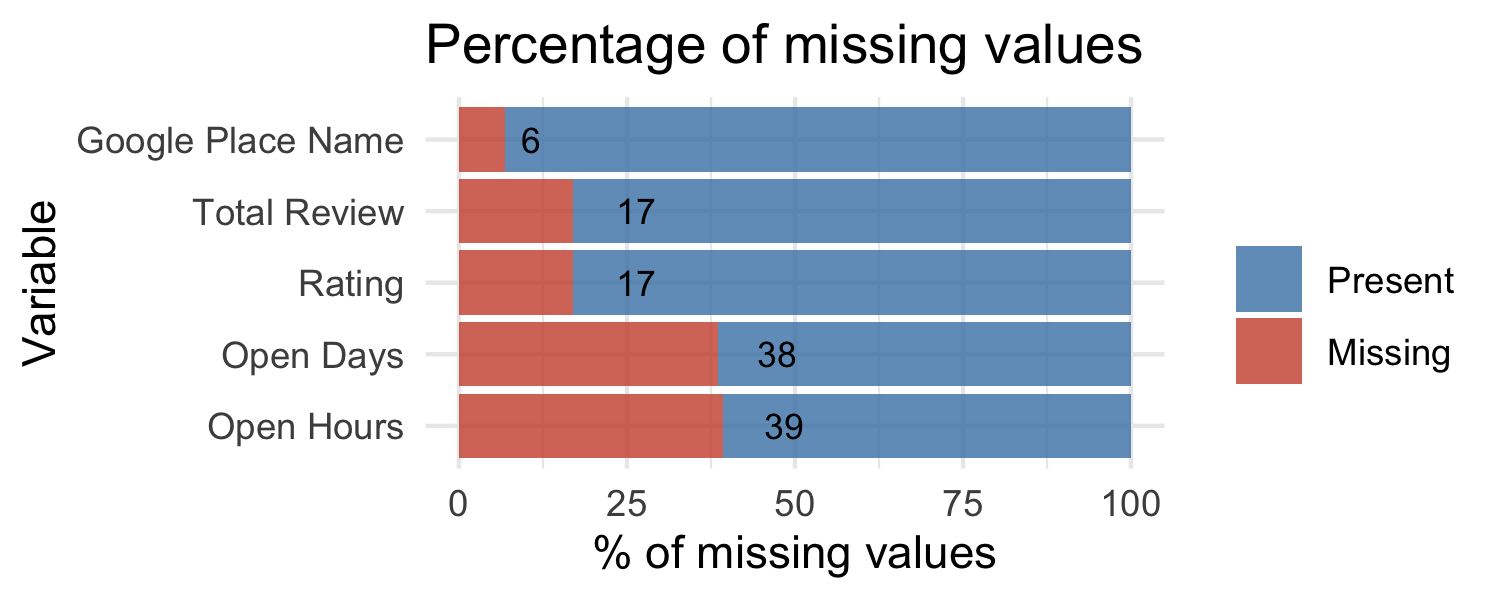 Percentage of missing values
Variable
Google Place Name
6
Total Review
17
Rating
17
Open Days
38
Open Hours
39
0 25 50 75 100
% of missing values
Present
Missing